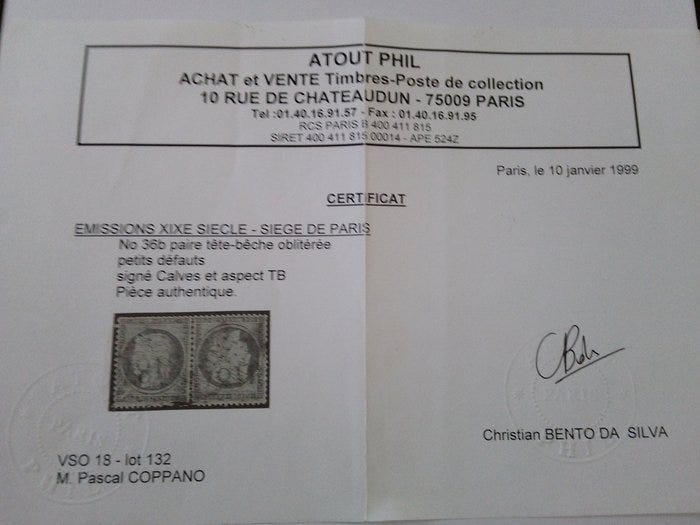 ATOUT PHIL
ACHAT et VENTE Timbres-Poste de collection
10 RUE DE CHATEAUDUN - 75009 PARIS
Tel :01.40.16.91.57 - Fax : 01.40.16.91.95
RCS PARIS B 400 411 815
SIRET 400 411 815 00014 - APE 524Z
Paris, le 10 janvier 1999
CERTIFICAT
EMISSIONS XIXE SIECLE - SIEGE DE PARIS
No 36b paire tête-bêche oblitérée
petits défauts
signé Calves et aspect TB
Pièce authentique.
Christian BENTO DA SILVA
VSO 18 - lot 132
M. Pascal COPPANO